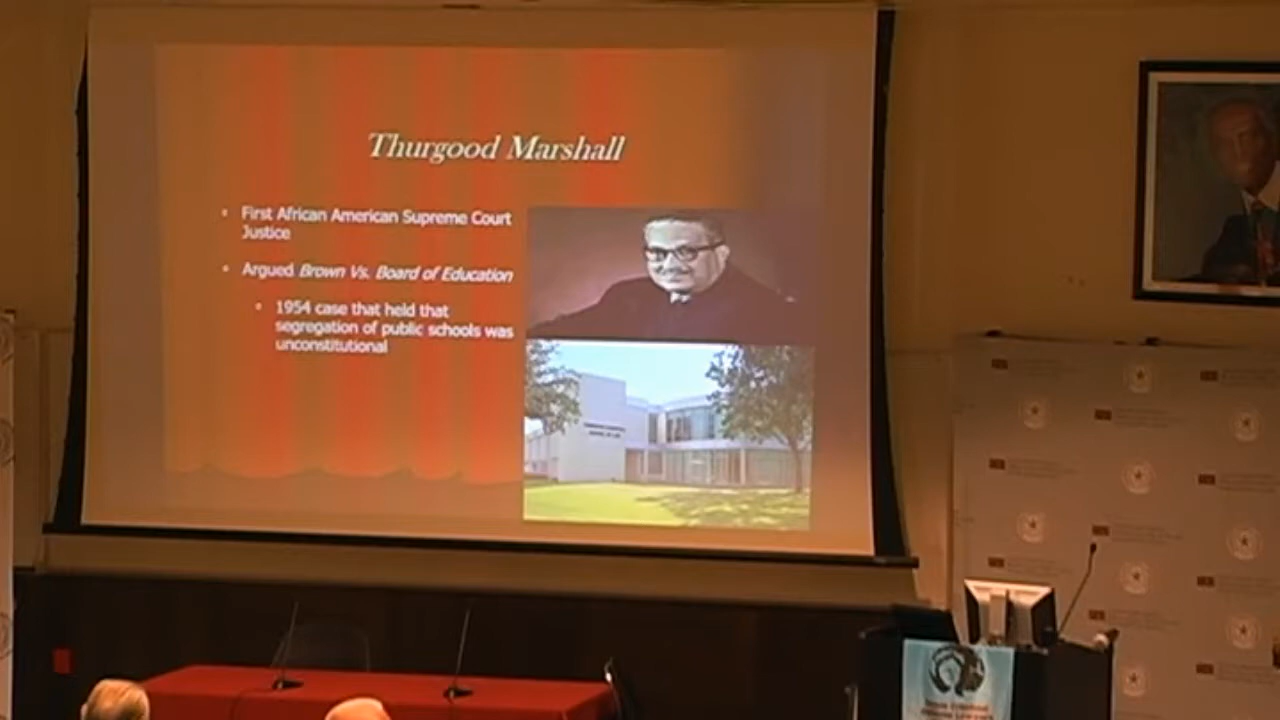 Thurgood Marshall
First African American Supreme Court
Justice
Argued Brown Vs. Board of Education
1954 case that held that
segregation of public schools was
unconstitutional